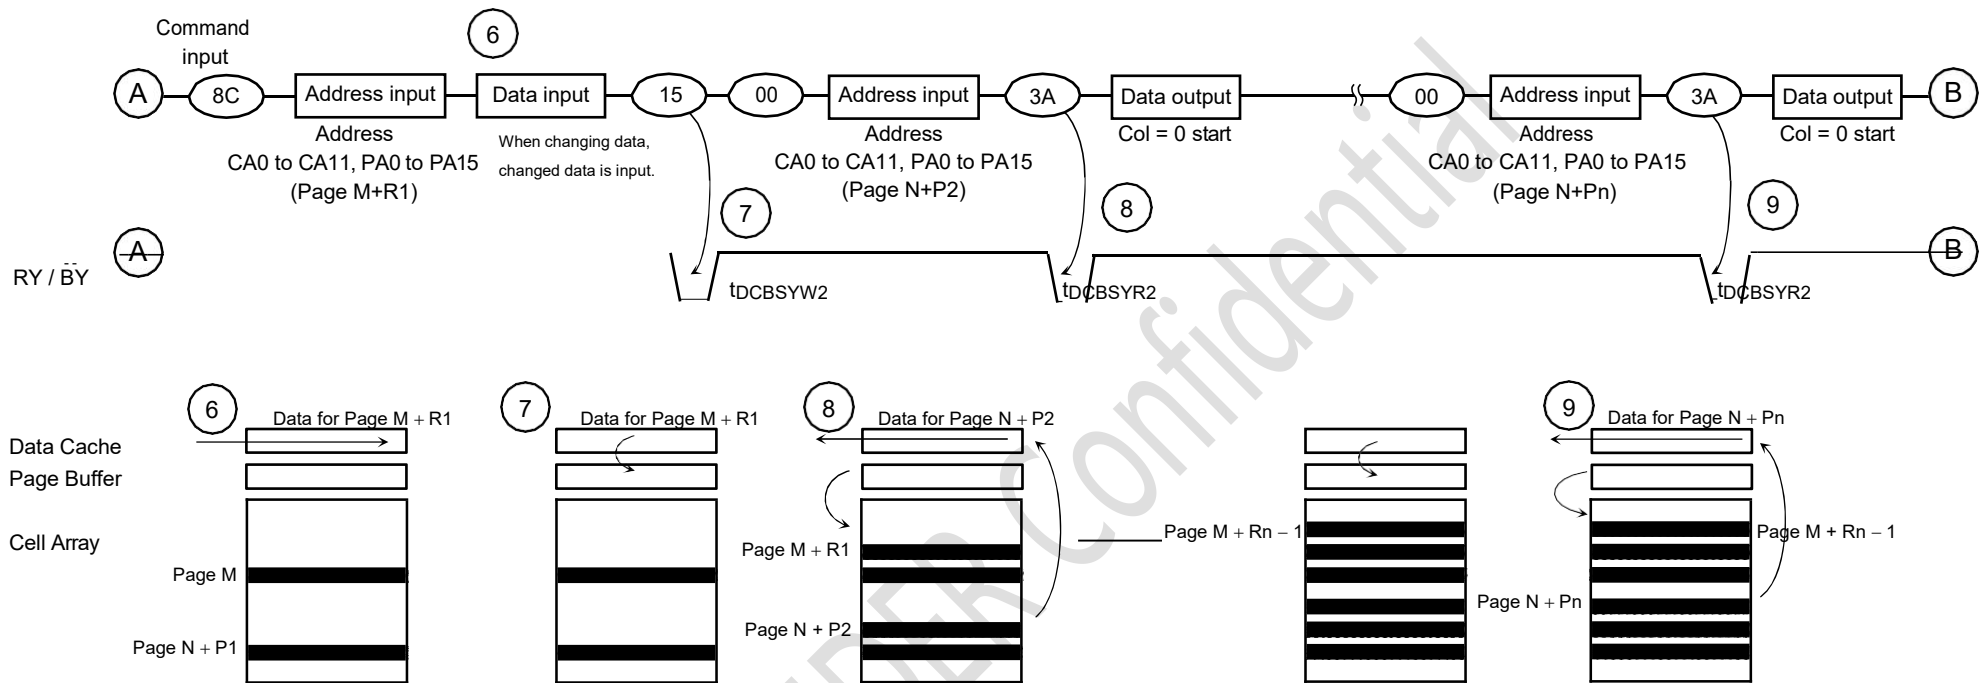 Command
input
6
A
8C
Address input
Data input
15
00
Address input
3A
Data output
00
Address input
3A
Data output
B
Address
CA0 to CA11, PA0 to PA15
(Page M+R1)
When changing data,
changed data is input.
Address
CA0 to CA11, PA0 to PA15
(Page N+P2)
Col = 0 start
Address
CA0 to CA11, PA0 to PA15
(Page N+Pn)
Col = 0 start
7
8
9
A
B
RY / BY
tDCBSYW2
tDCBSYR2
tDCBSYR2
6
Data for Page M + R1
7
Data for Page M + R1
8
Data for Page N + P2
9
Data for Page N + Pn
Data Cache
Page Buffer
Cell Array
Page M
Page N + P1
Page M + R1
Page N + P2
Page M + Rn − 1
Page N + Pn
Page M + Rn − 1
DER Confidential